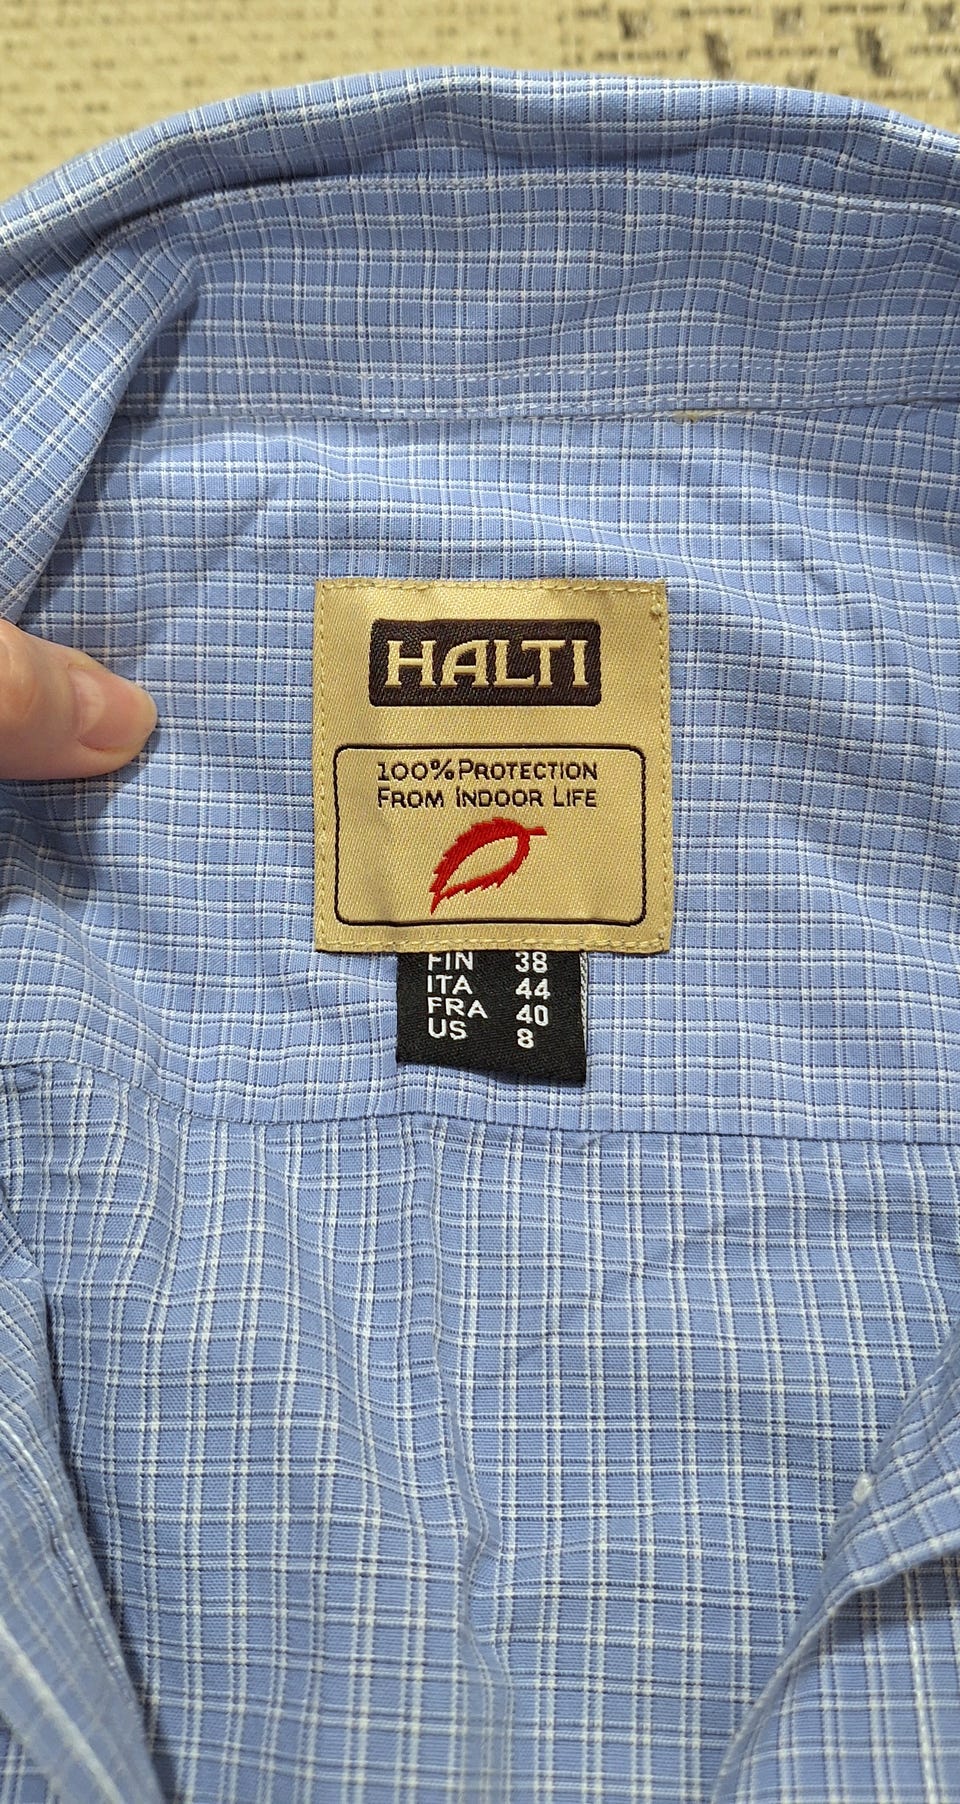 HALTI
100% PROTECTION
FROM INDOOR LIFE
FIN 38
ITA 44
FRA 40
US 8